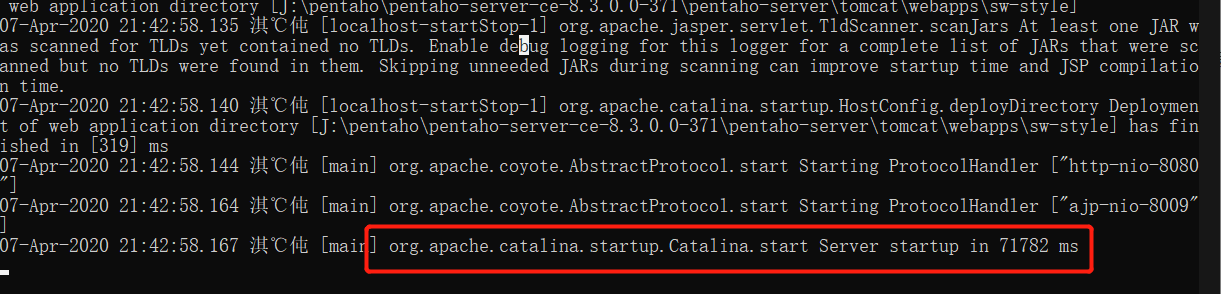 web application directory [J:\pentaho\pentaho-server-ce-8.3.0.0-371\pentaho-server\tomcat\webapps\sw-style]
07-Apr-2020 21:42:58.135 淇℃伅 [localhost-startStop-1] org.apache.jasper.servlet.TldScanner.scanJars At least one JAR w
as scanned for TLDs yet contained no TLDs. Enable debug logging for this logger for a complete list of JARs that were sc
anned but no TLDs were found in them. Skipping unneeded JARs during scanning can improve startup time and JSP compilatio
n time.
07-Apr-2020 21:42:58.140 淇℃伅 [localhost-startStop-1] org.apache.catalina.startup.HostConfig.deployDirectory Deploymen
t of web application directory [J:\pentaho\pentaho-server-ce-8.3.0.0-371\pentaho-server\tomcat\webapps\sw-style] has fin
ished in [319] ms
07-Apr-2020 21:42:58.144 淇℃伅 [main] org.apache.coyote.AbstractProtocol.start Starting ProtocolHandler ["http-nio-8080
"]
07-Apr-2020 21:42:58.164 淇℃伅 [main] org.apache.coyote.AbstractProtocol.start Starting ProtocolHandler ["ajp-nio-8009"
]
07-Apr-2020 21:42:58.167 淇℃伅 [main] org.apache.catalina.startup.Catalina.start Server startup in 71782 ms